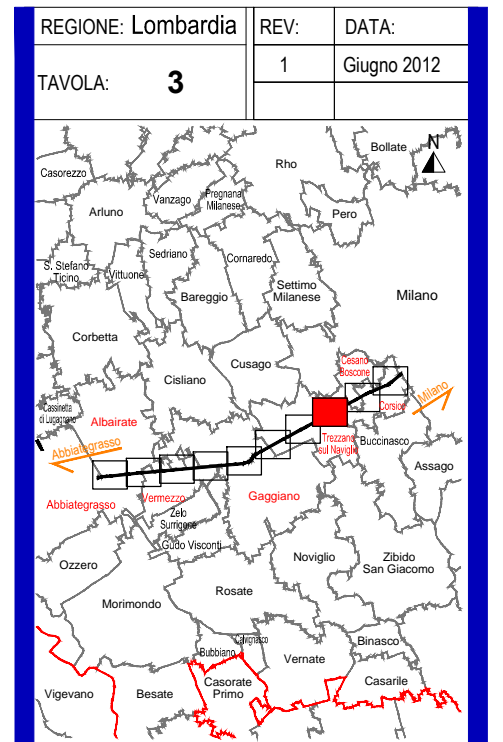 REGIONE: Lombardia
REV:
DATA:
TAVOLA: 3
1
Giugno 2012
Bollate
N
Rho
Casorezzo
Vanzago
Pregnana
Milanese
Arluno
Pero
Sedriano
Cornaredo
S. Stefano
Ticino
Vittuone
Settimo
Milanese
Bareggio
Milano
Corbetta
Cusago
Cesano
Boscone
Cisliano
Cassinetta
di Lugagnano
Corsico
Milano
Albairate
Trezzano
sul Naviglio
Buccinasco
Abbiategrasso
Assago
Vermezzo
Gaggiano
Abbiategrasso
Zelo
Surrigone
Gudo Visconti
Noviglio
Zibido
San Giacomo
Ozzero
Rosate
Morimondo
Calvignasco
Binasco
Bubbiano
Vernate
Casorate
Primo
Casarile
Vigevano
Besate